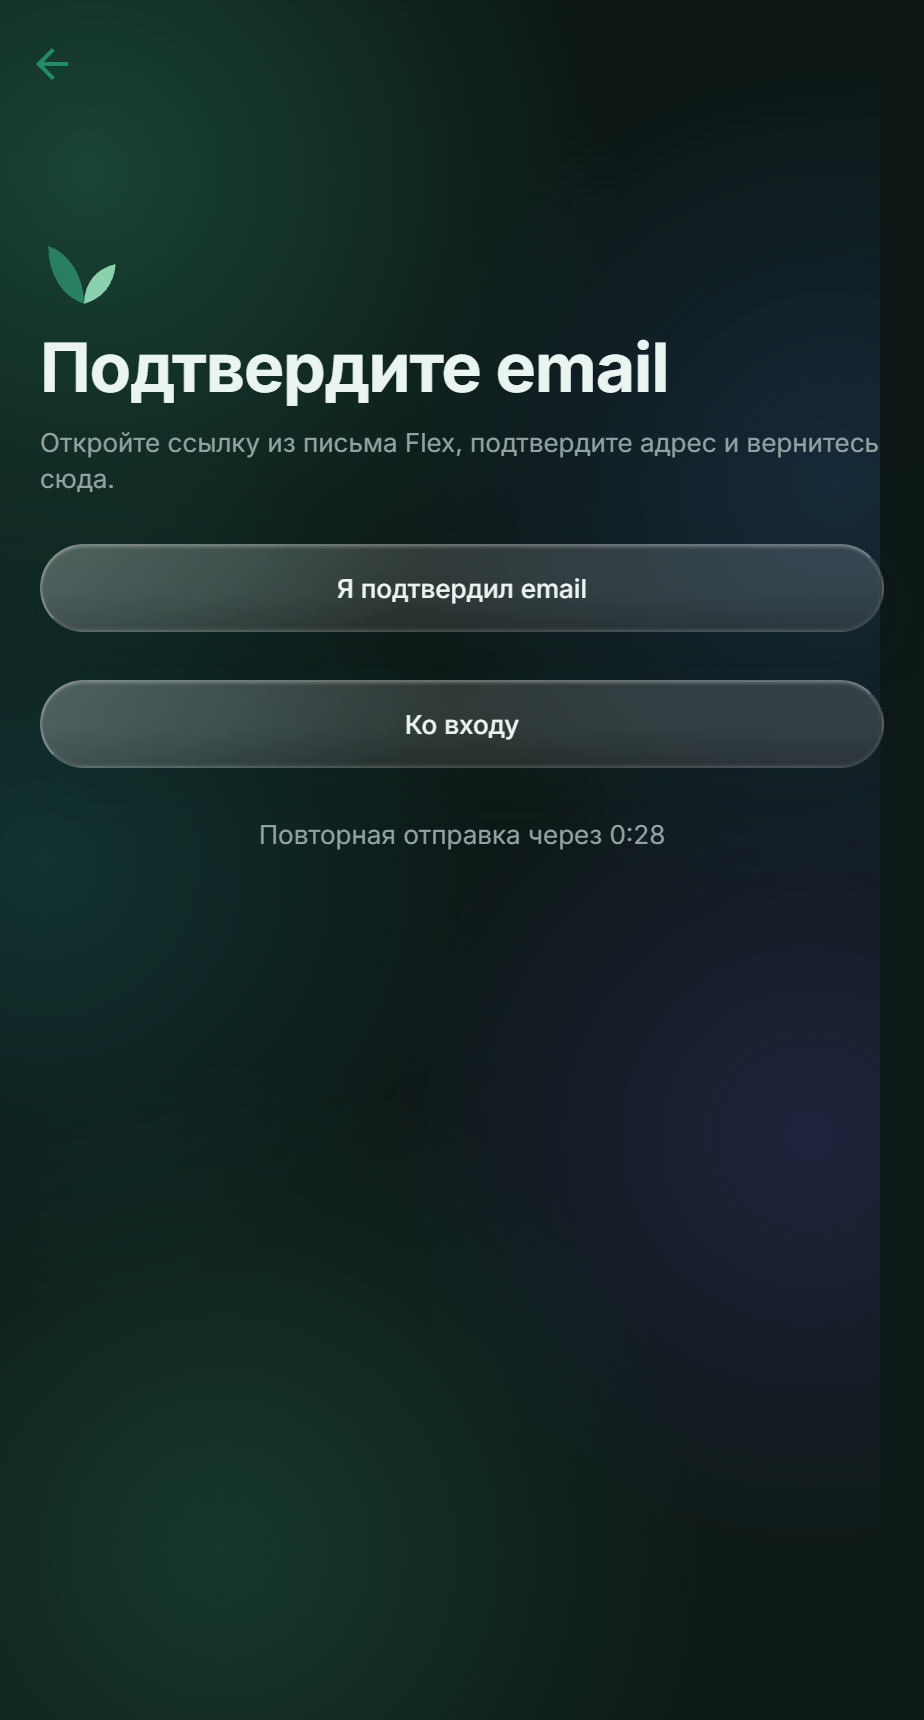 Подтвердите email
Откройте ссылку из письма Flex, подтвердите адрес и вернитесь
сюда.
Я подтвердил email
Ко входу
Повторная отправка через 0:28